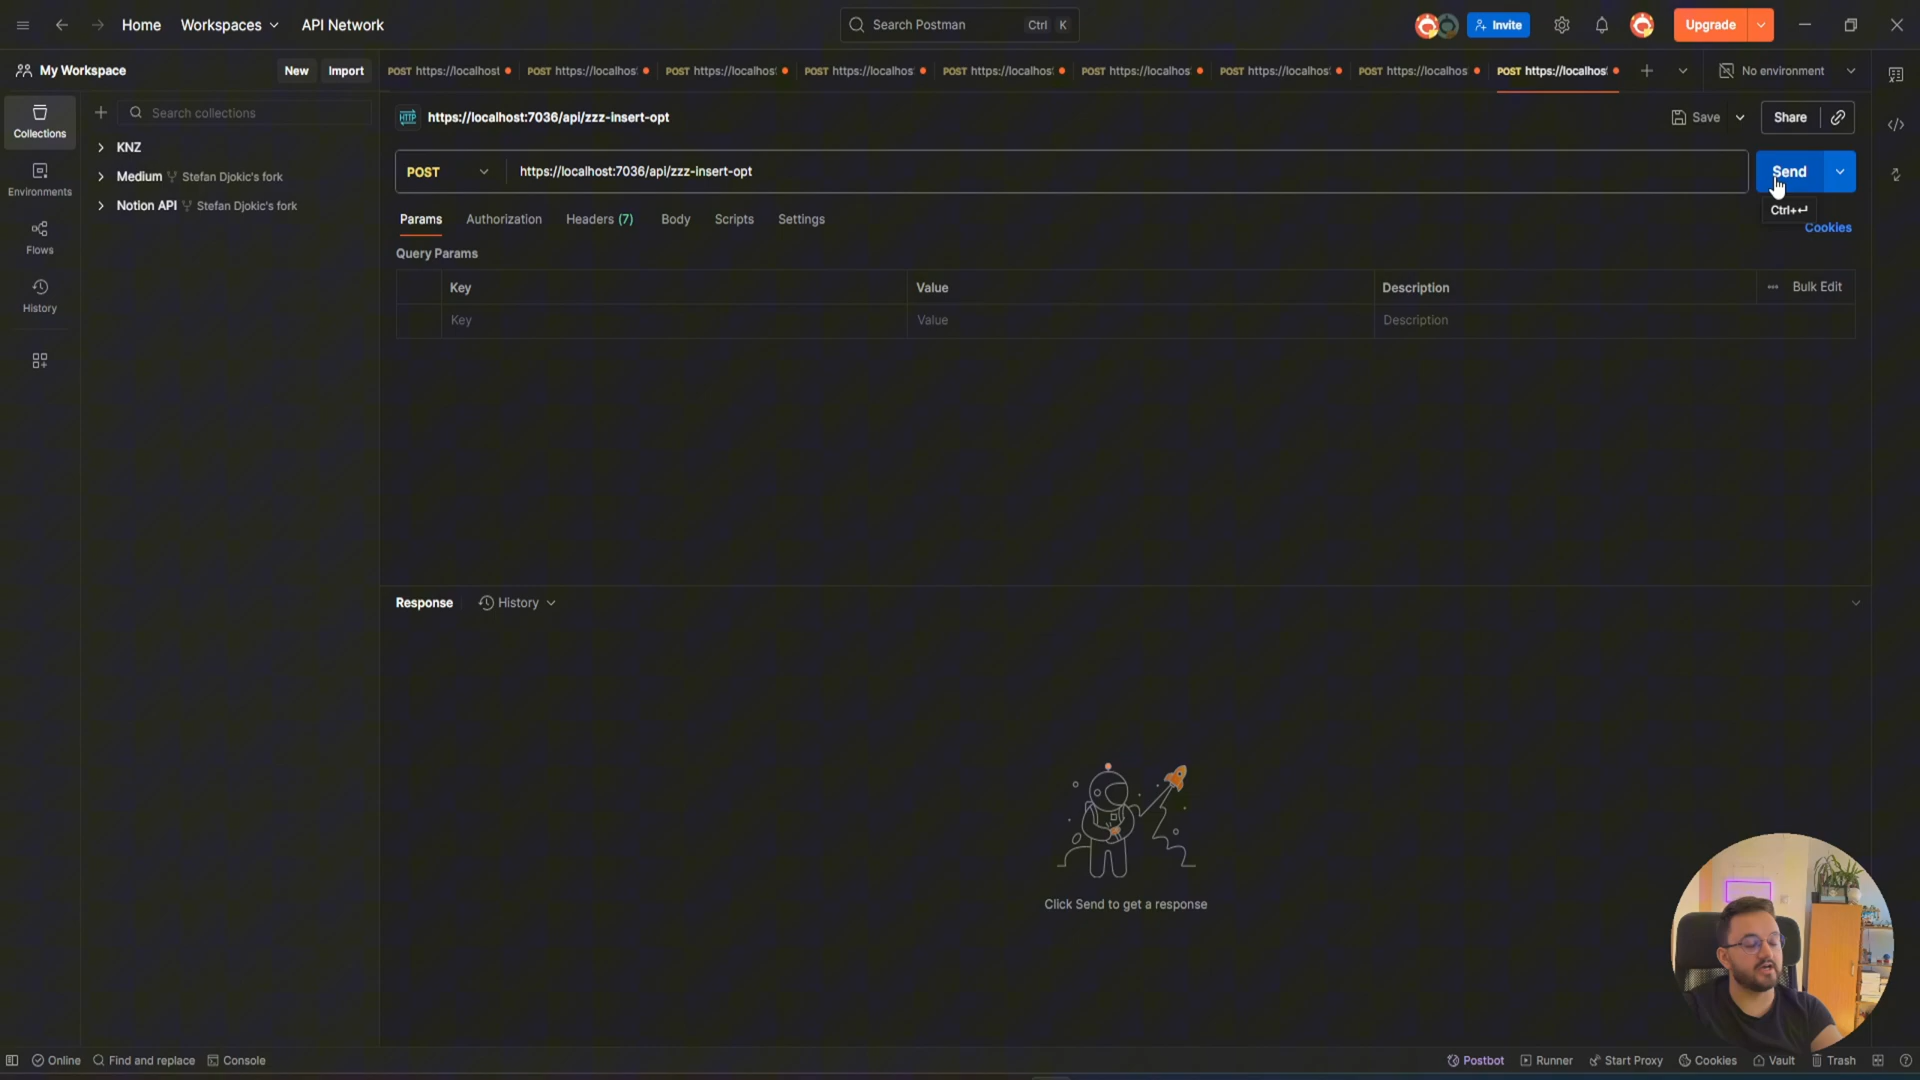 Home
Workspaces
API Network
Search Postman
Ctrl K
Invite
Upgrade
My Workspace
New
Import
POST https://localhost
POST https://localhos
POST https://localhos
POST https://localhos
POST https://localhos
POST https://localhos
POST https://localhos
POST https://localhos
POST https://localhos
No environment
Collections
Environments
Flows
History
Search collections
KNZ
Medium Stefan Djokic's fork
Notion API Stefan Djokic's fork
HTTP https://localhost:7036/api/zzz-insert-opt
Save
Share
POST
https://localhost:7036/api/zzz-insert-opt
Send
Ctrl+↵
Params
Authorization
Headers (7)
Body
Scripts
Settings
Cookies
Query Params
Key
Value
Description
Bulk Edit
Key
Value
Description
Response
History
Click Send to get a response
Online
Find and replace
Console
Postbot
Runner
Start Proxy
Cookies
Vault
Trash